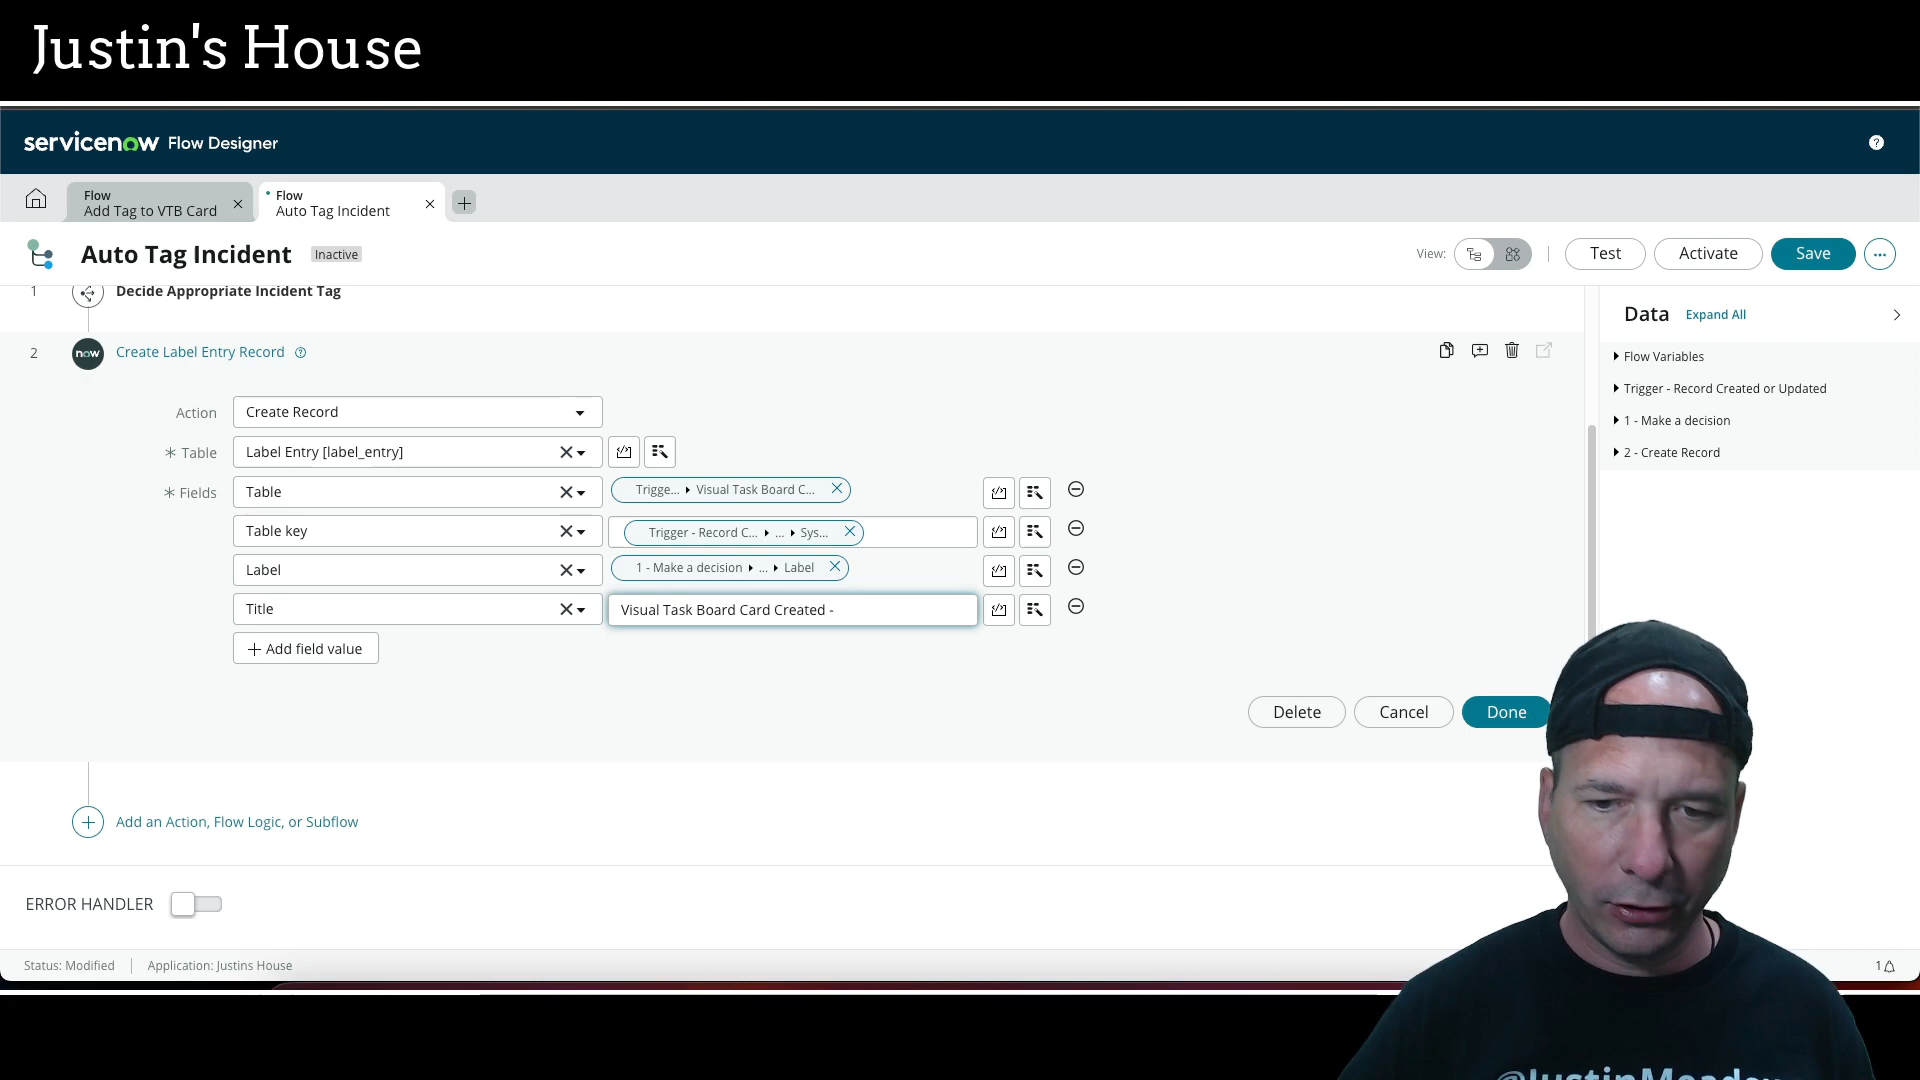 Justin's House
servicenow Flow Designer
Flow
Add Tag to VTB Card
Flow
Auto Tag Incident
Auto Tag Incident Inactive
View: Test Activate Save
1 Decide Appropriate Incident Tag
2 now Create Label Entry Record
Action Create Record
* Table Label Entry [label_entry]
* Fields Table Trigge... Visual Task Board C...
Table key Trigger - Record C... ... Sys...
Label 1 - Make a decision ... Label
Title Visual Task Board Card Created -
Add field value
Delete Cancel Done
Add an Action, Flow Logic, or Subflow
ERROR HANDLER
Status: Modified Application: Justins House
1
Data Expand All
Flow Variables
Trigger - Record Created or Updated
1 - Make a decision
2 - Create Record